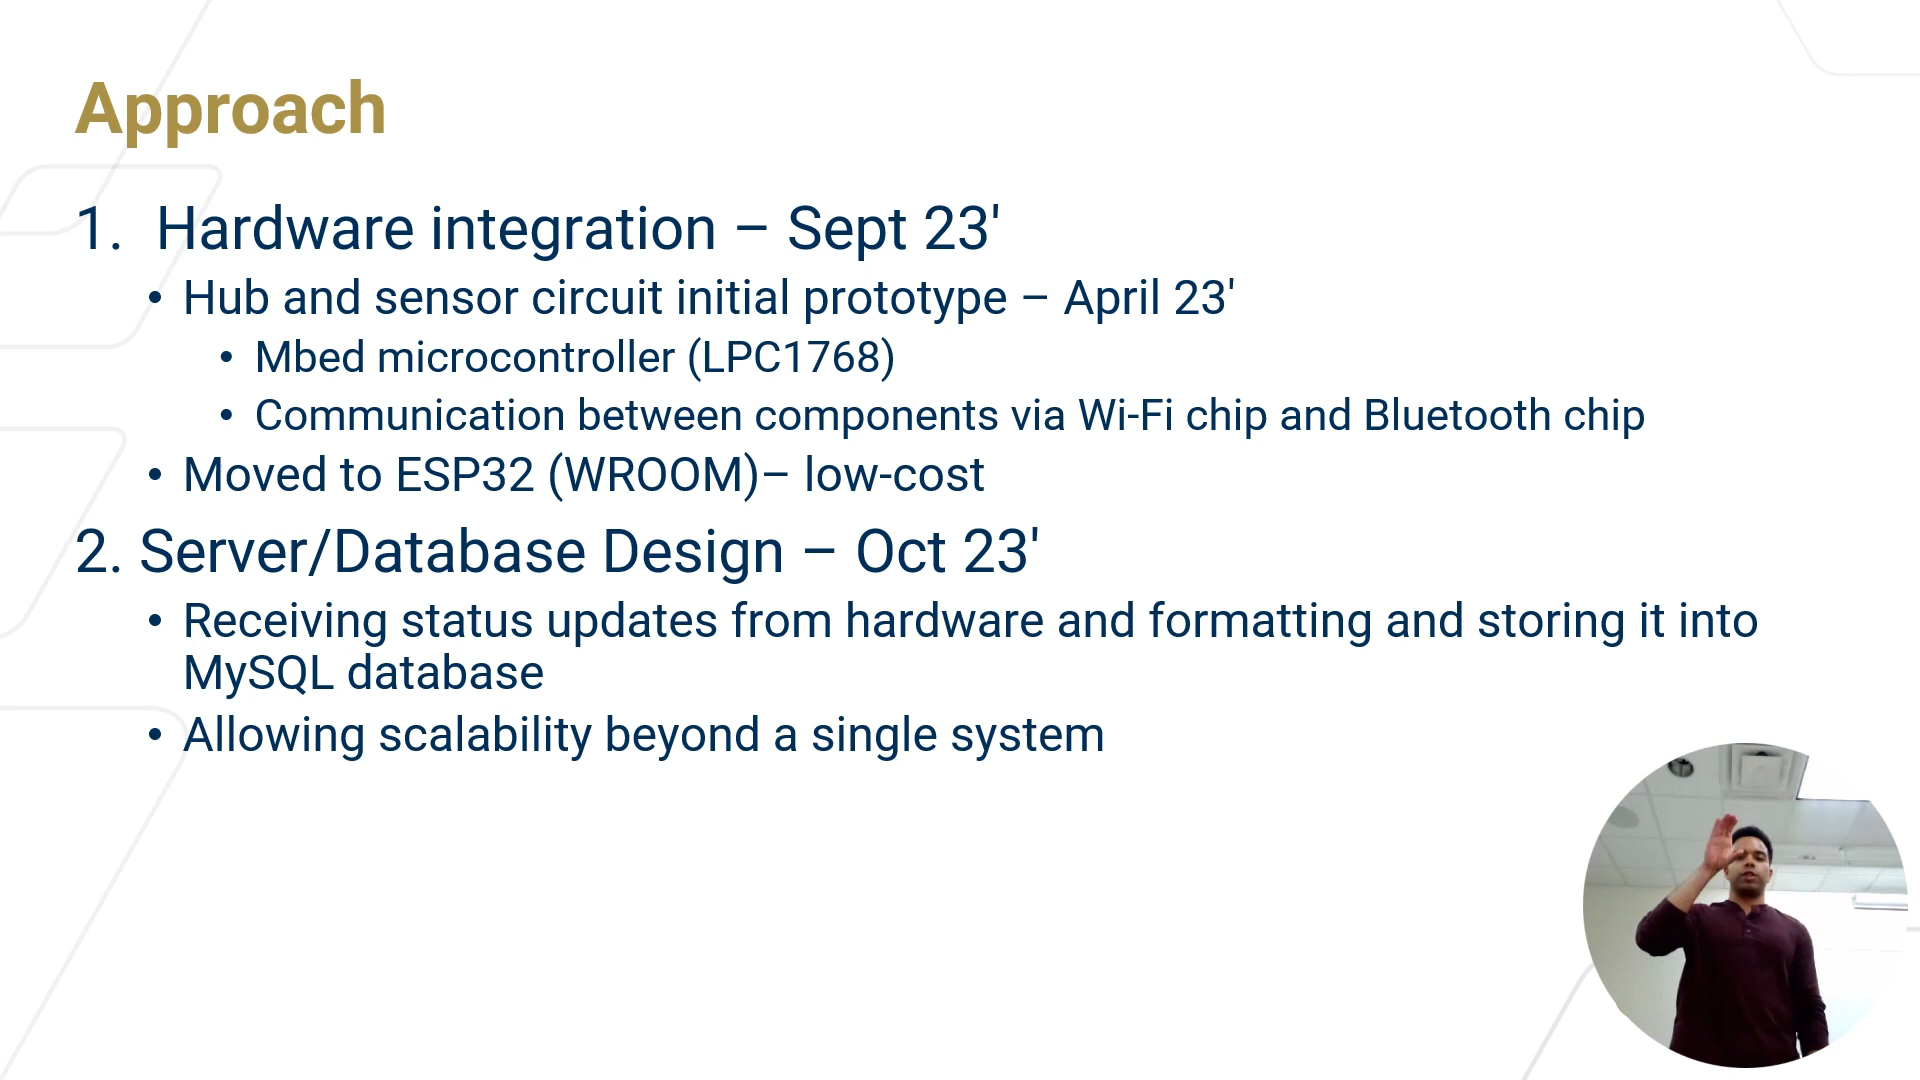 Approach
1. Hardware integration – Sept 23'
• Hub and sensor circuit initial prototype – April 23'
• Mbed microcontroller (LPC1768)
• Communication between components via Wi-Fi chip and Bluetooth chip
• Moved to ESP32 (WROOM)– low-cost
2. Server/Database Design – Oct 23'
• Receiving status updates from hardware and formatting and storing it into
MySQL database
• Allowing scalability beyond a single system